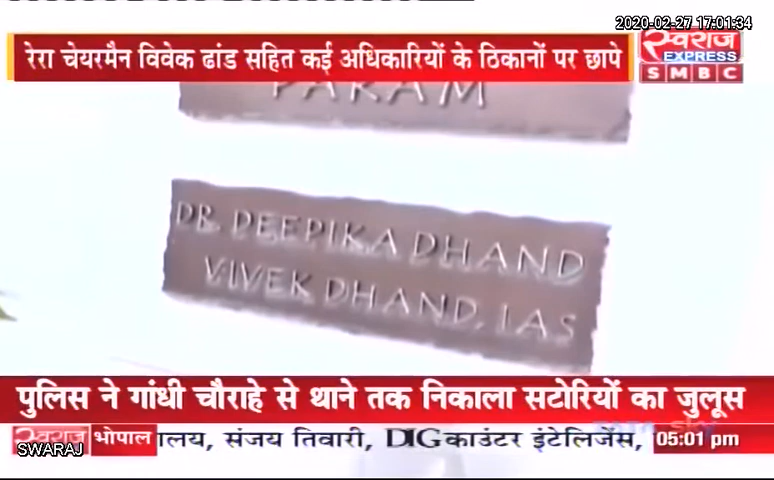 2020-02-27 17:01:34
रेरा चेयरमैन विवेक ढांड सहित कई अधिकारियों के ठिकानों पर छापे
स्वराज
EXPRESS
SMBC
PARAM
DR. DEEPIKA DHAND
VIVEK DHAND, IAS
पुलिस ने गांधी चौराहे से थाने तक निकाला सटोरियों का जुलूस
स्वराज भोपाल
लय, संजय तिवारी, DIG काउंटर इंटेलिजेंस,
05:01 pm
SWARAJ